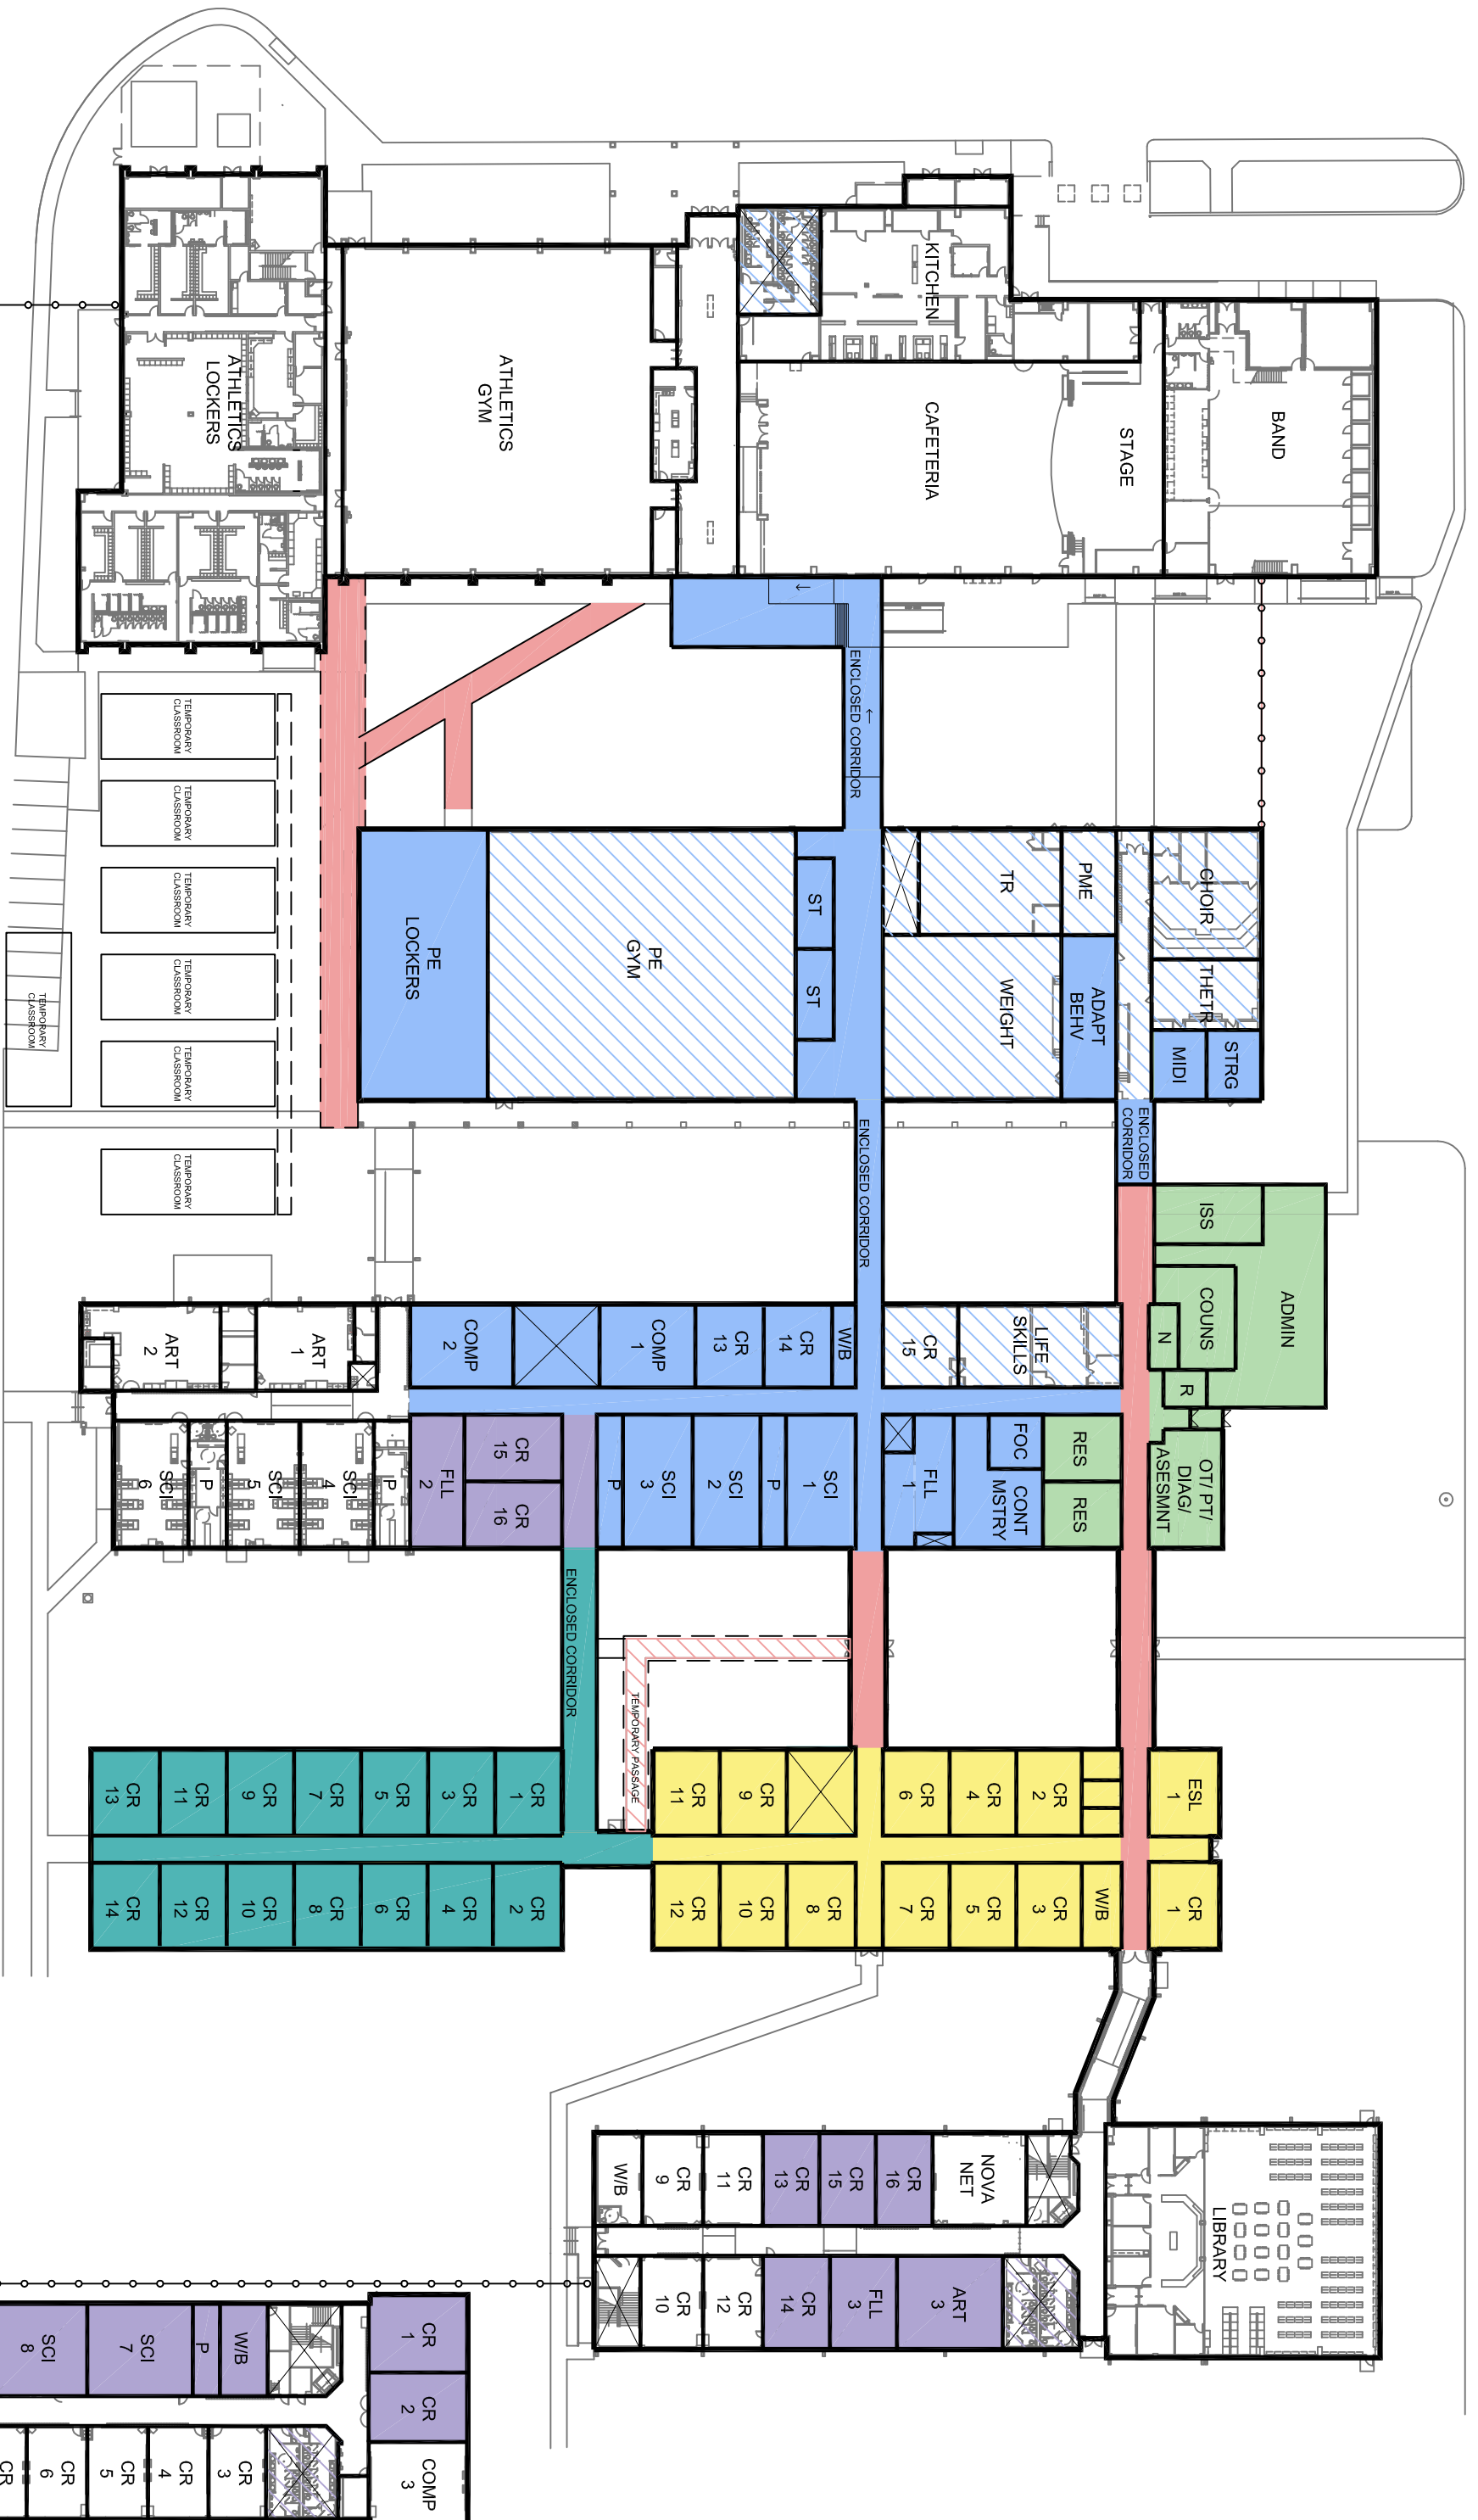 KITCHEN
BAND
STAGE
CAFETERIA
ATHLETICS
GYM
ATHLETICS
LOCKERS
ENCLOSED CORRIDOR
TEMPORARY
CLASSROOM
TEMPORARY
CLASSROOM
TEMPORARY
CLASSROOM
TEMPORARY
CLASSROOM
TEMPORARY
CLASSROOM
TEMPORARY
CLASSROOM
TEMPORARY
CLASSROOM
CHOIR
THETR
STRG
MIDI
PME
ADAPT
BEHV
TR
WEIGHT
ST
ST
PE
GYM
PE
LOCKERS
ENCLOSED
CORRIDOR
ENCLOSED CORRIDOR
ISS
ADMIN
COUNS
N
R
OT/ PT/
DIAG/
ASESMNT
LIFE
SKILLS
CR
15
W/B
CR
14
CR
13
COMP
1
COMP
2
ART
1
ART
2
RES
RES
FOC
CONT
MSTRY
FLL
1
SCI
1
P
SCI
2
SCI
3
P
CR
15
CR
16
FLL
2
P
SCI
4
SCI
5
P
SCI
6
ENCLOSED CORRIDOR
TEMPORARY PASSAGE
ESL
1
CR
1
CR
2
W/B
CR
3
CR
4
CR
5
CR
6
CR
7
CR
8
CR
9
CR
10
CR
11
CR
12
CR
1
CR
2
CR
3
CR
4
CR
5
CR
6
CR
7
CR
8
CR
9
CR
10
CR
11
CR
12
CR
13
CR
14
LIBRARY
NOVA
NET
CR
16
CR
15
CR
13
CR
11
CR
9
W/B
ART
3
FLL
3
CR
14
CR
12
CR
10
CR
1
CR
2
COMP
3
W/B
P
SCI
7
SCI
8
CR
3
CR
4
CR
5
CR
6
CR